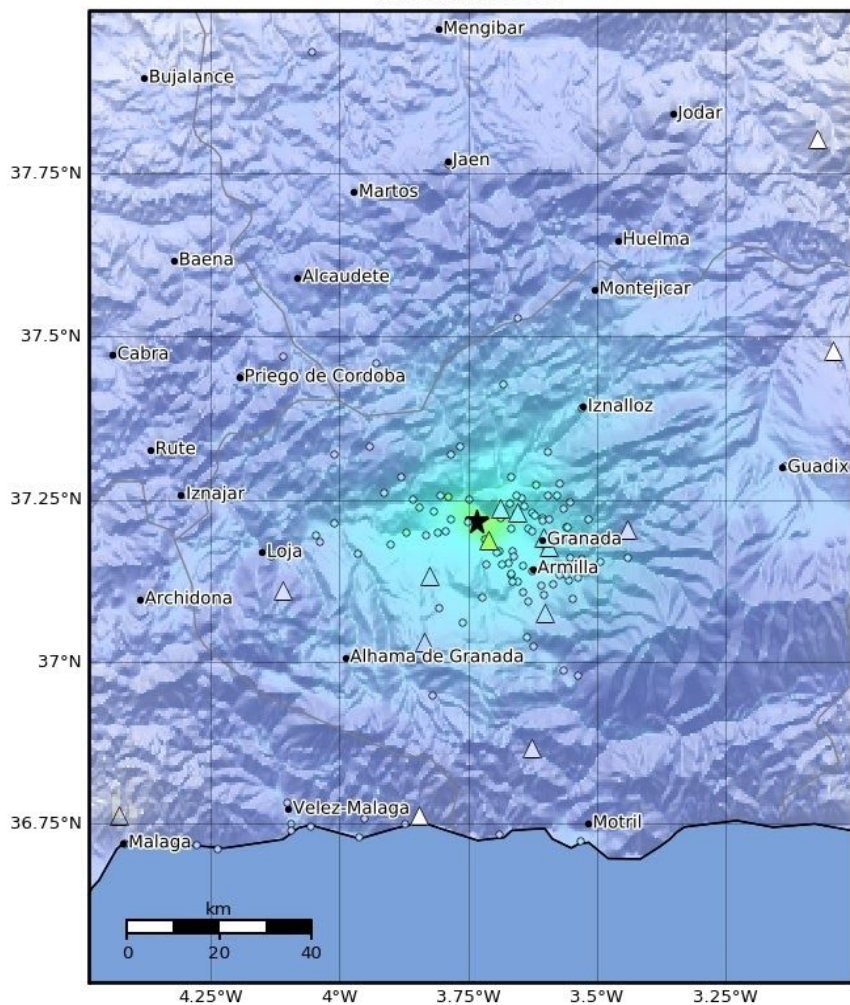 Mengibar
Bujalance
Jodar
Jaen
37.75°N
Martos
Huelma
Baena
Alcaudete
Montejicar
37.5°N
Cabra
Priego de Cordoba
Iznalloz
Rute
Guadix
37.25°N
Iznajar
Granada
Loja
Armilla
Archidona
37°N
Alhama de Granada
Velez-Malaga
36.75°N
Motril
Malaga
km
0 20 40
4.25°W 4°W 3.75°W 3.5°W 3.25°W